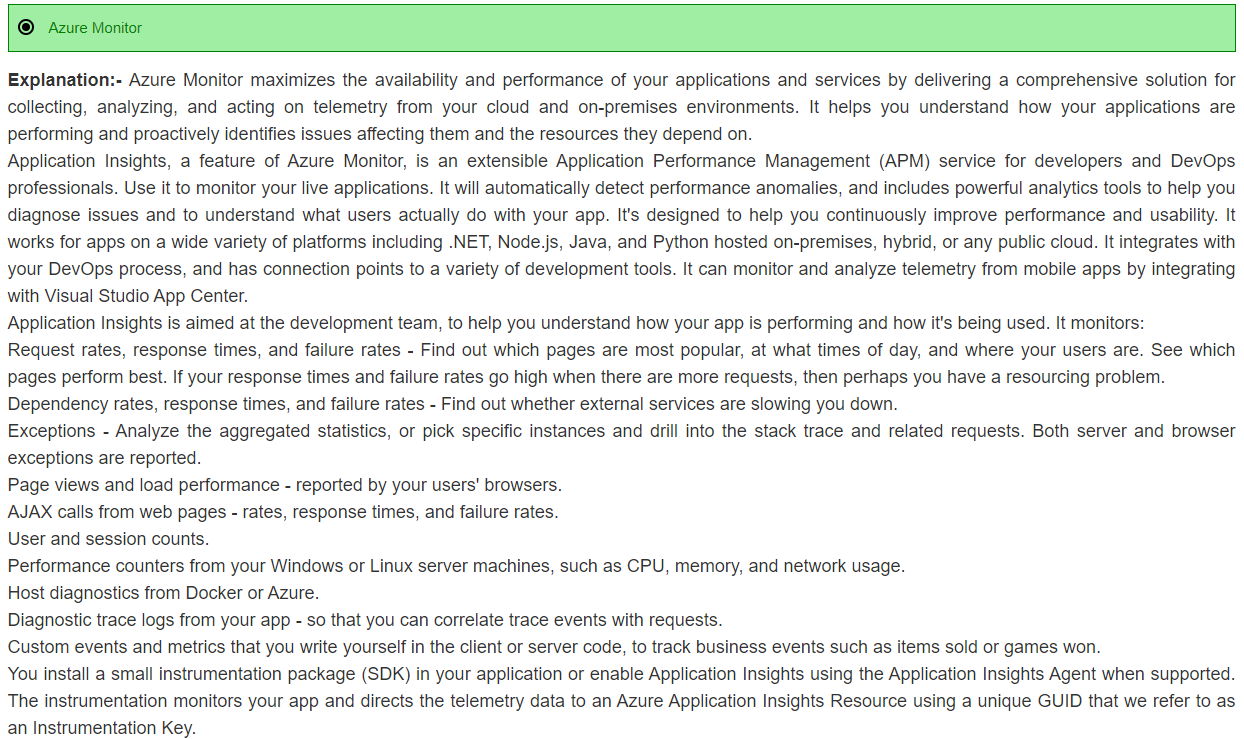 Azure Monitor
Explanation:- Azure Monitor maximizes the availability and performance of your applications and services by delivering a comprehensive solution for
collecting, analyzing, and acting on telemetry from your cloud and on-premises environments. It helps you understand how your applications are
performing and proactively identifies issues affecting them and the resources they depend on.
Application Insights, a feature of Azure Monitor, is an extensible Application Performance Management (APM) service for developers and DevOps
professionals. Use it to monitor your live applications. It will automatically detect performance anomalies, and includes powerful analytics tools to help you
diagnose issues and to understand what users actually do with your app. It's designed to help you continuously improve performance and usability. It
works for apps on a wide variety of platforms including .NET, Node.js, Java, and Python hosted on-premises, hybrid, or any public cloud. It integrates with
your DevOps process, and has connection points to a variety of development tools. It can monitor and analyze telemetry from mobile apps by integrating
with Visual Studio App Center.
Application Insights is aimed at the development team, to help you understand how your app is performing and how it's being used. It monitors:
Request rates, response times, and failure rates - Find out which pages are most popular, at what times of day, and where your users are. See which
pages perform best. If your response times and failure rates go high when there are more requests, then perhaps you have a resourcing problem.
Dependency rates, response times, and failure rates - Find out whether external services are slowing you down.
Exceptions - Analyze the aggregated statistics, or pick specific instances and drill into the stack trace and related requests. Both server and browser
exceptions are reported.
Page views and load performance - reported by your users' browsers.
AJAX calls from web pages - rates, response times, and failure rates.
User and session counts.
Performance counters from your Windows or Linux server machines, such as CPU, memory, and network usage.
Host diagnostics from Docker or Azure.
Diagnostic trace logs from your app - so that you can correlate trace events with requests.
Custom events and metrics that you write yourself in the client or server code, to track business events such as items sold or games won.
You install a small instrumentation package (SDK) in your application or enable Application Insights using the Application Insights Agent when supported.
The instrumentation monitors your app and directs the telemetry data to an Azure Application Insights Resource using a unique GUID that we refer to as
an Instrumentation Key.